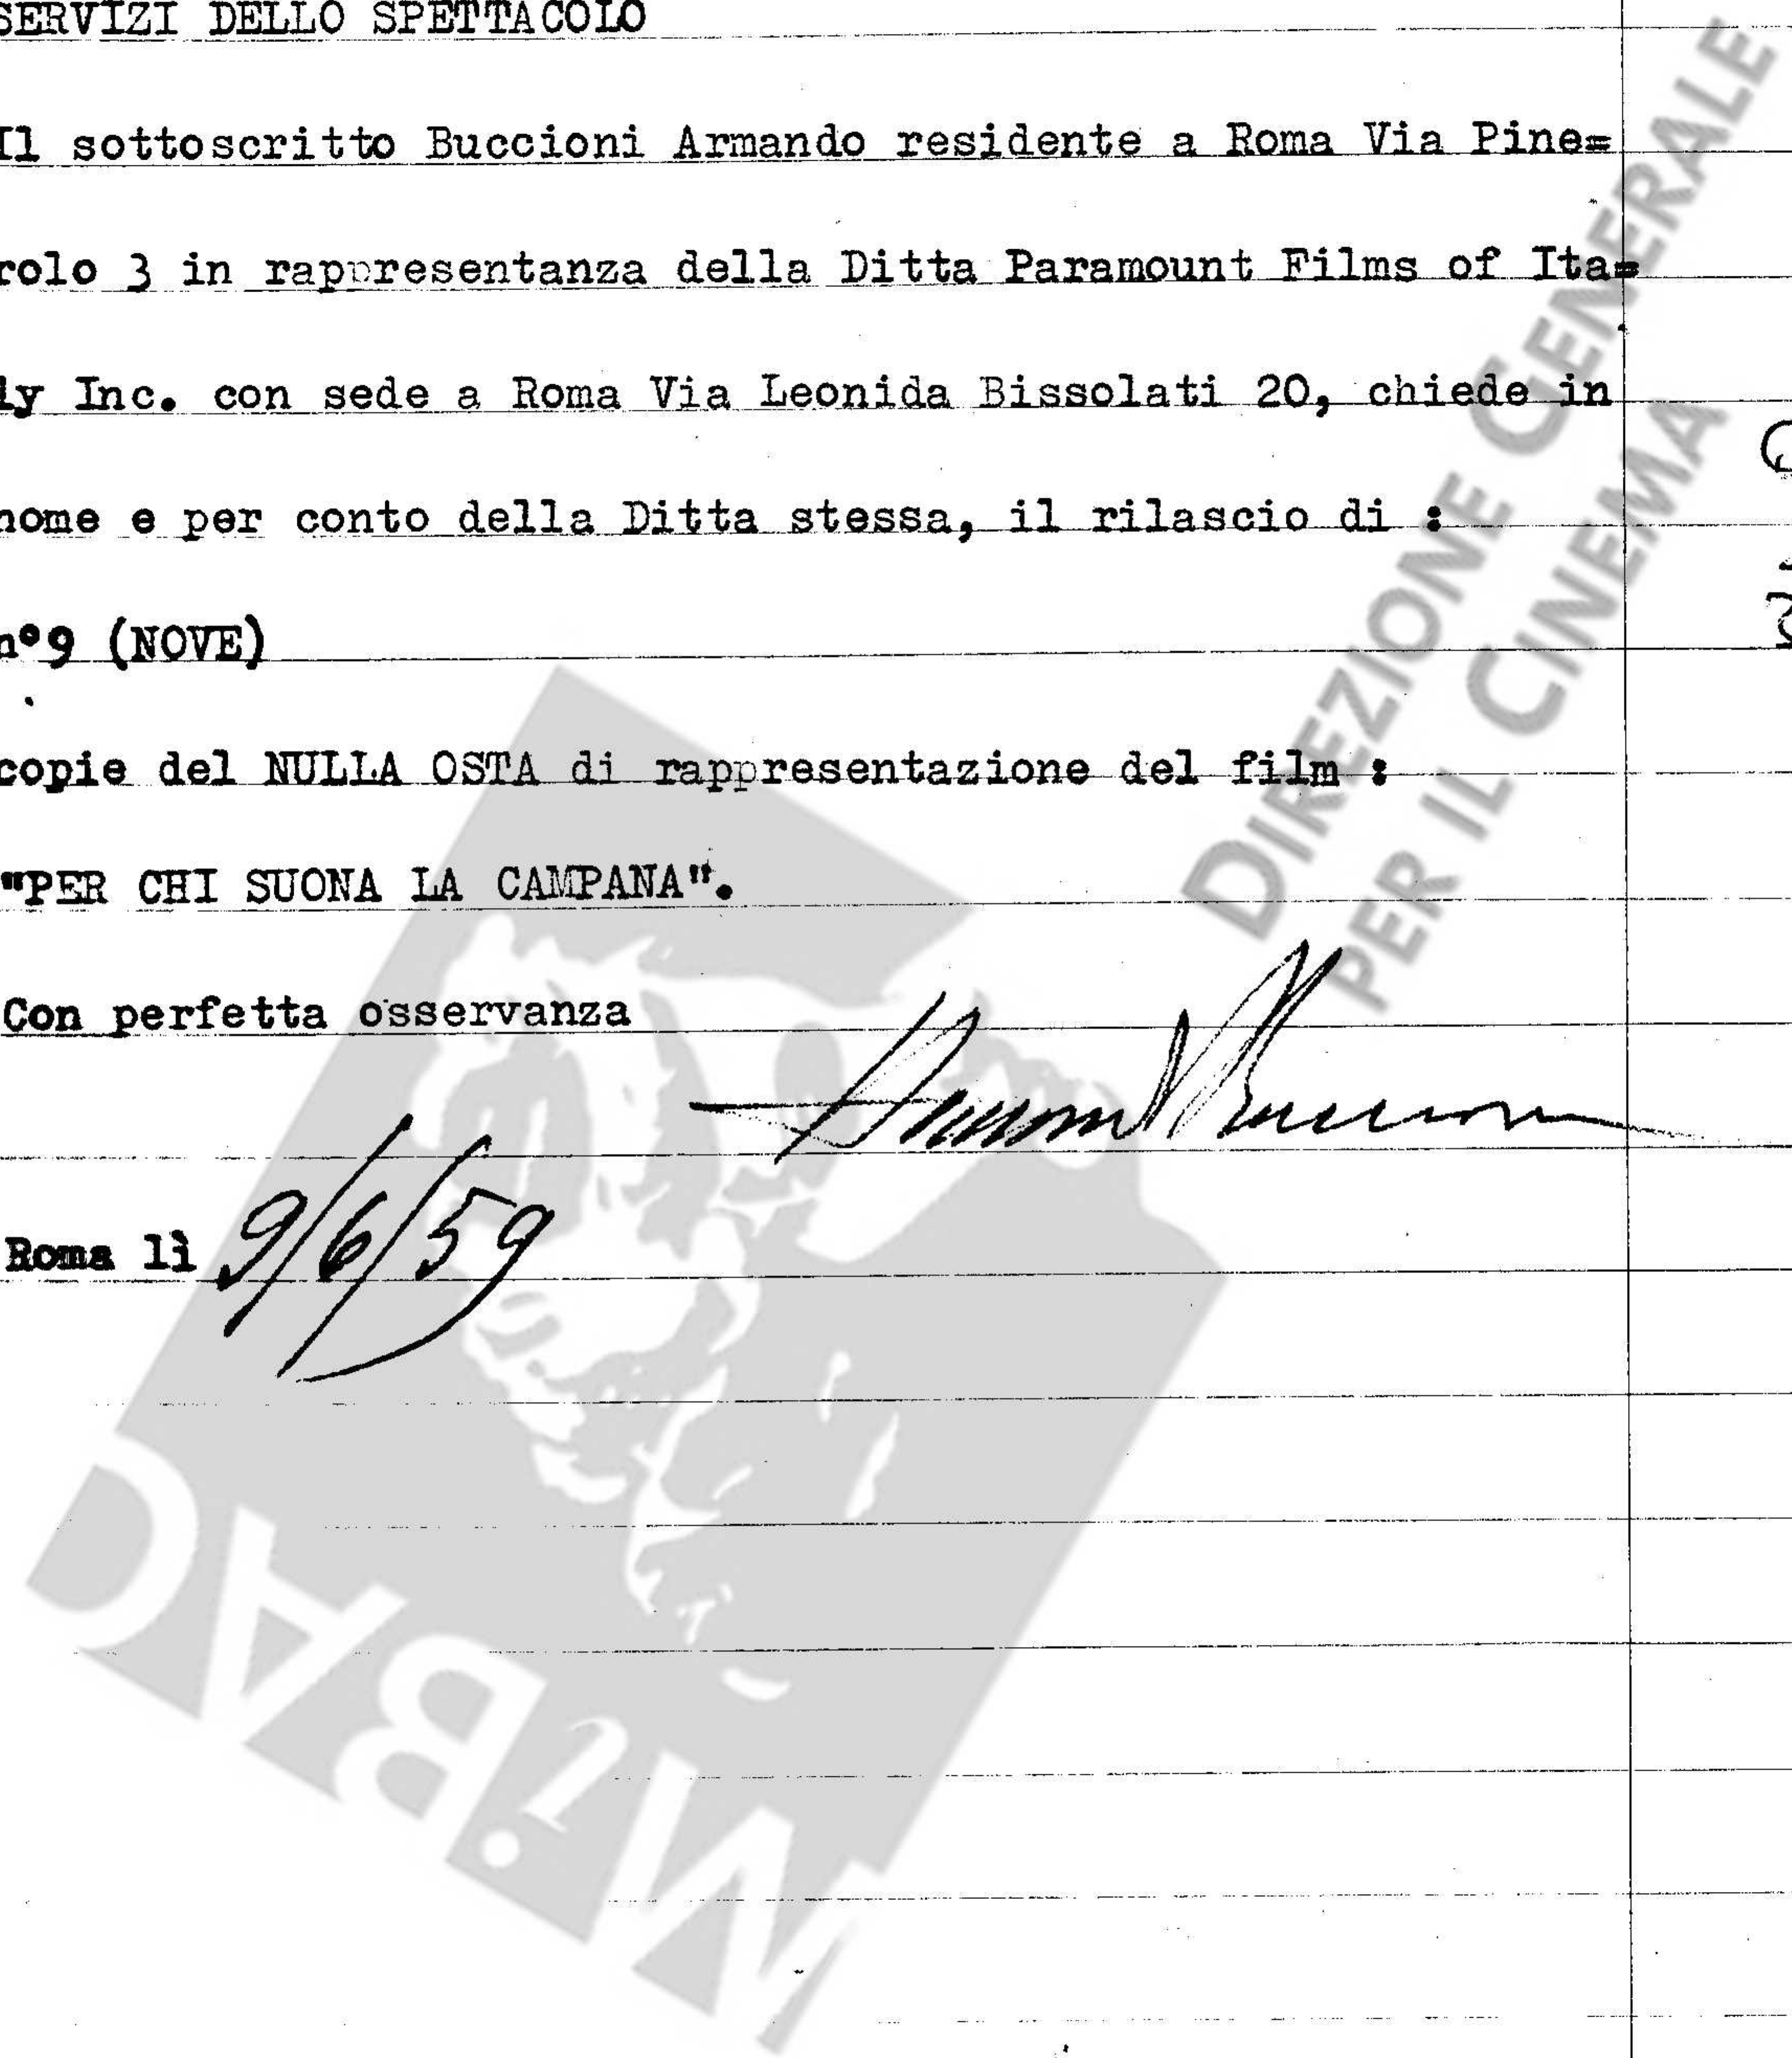 SERVIZI DELLO SPETTACOLO
Il sottoscritto Buccioni Armando residente a Roma Via Pine=
rolo 3 in rappresentanza della Ditta Paramount Films of Ita=
ly Inc. con sede a Roma Via Leonida Bissolati 20, chiede in
nome e per conto della Ditta stessa, il rilascio di :
n°9 (NOVE)
copie del NULLA OSTA di rappresentazione del film :
"PER CHI SUONA LA CAMPANA".
Con perfetta osservanza
Roma lì 9/6/59
DIREZIONE GENERALE
PER IL CINEMA
MiBAC